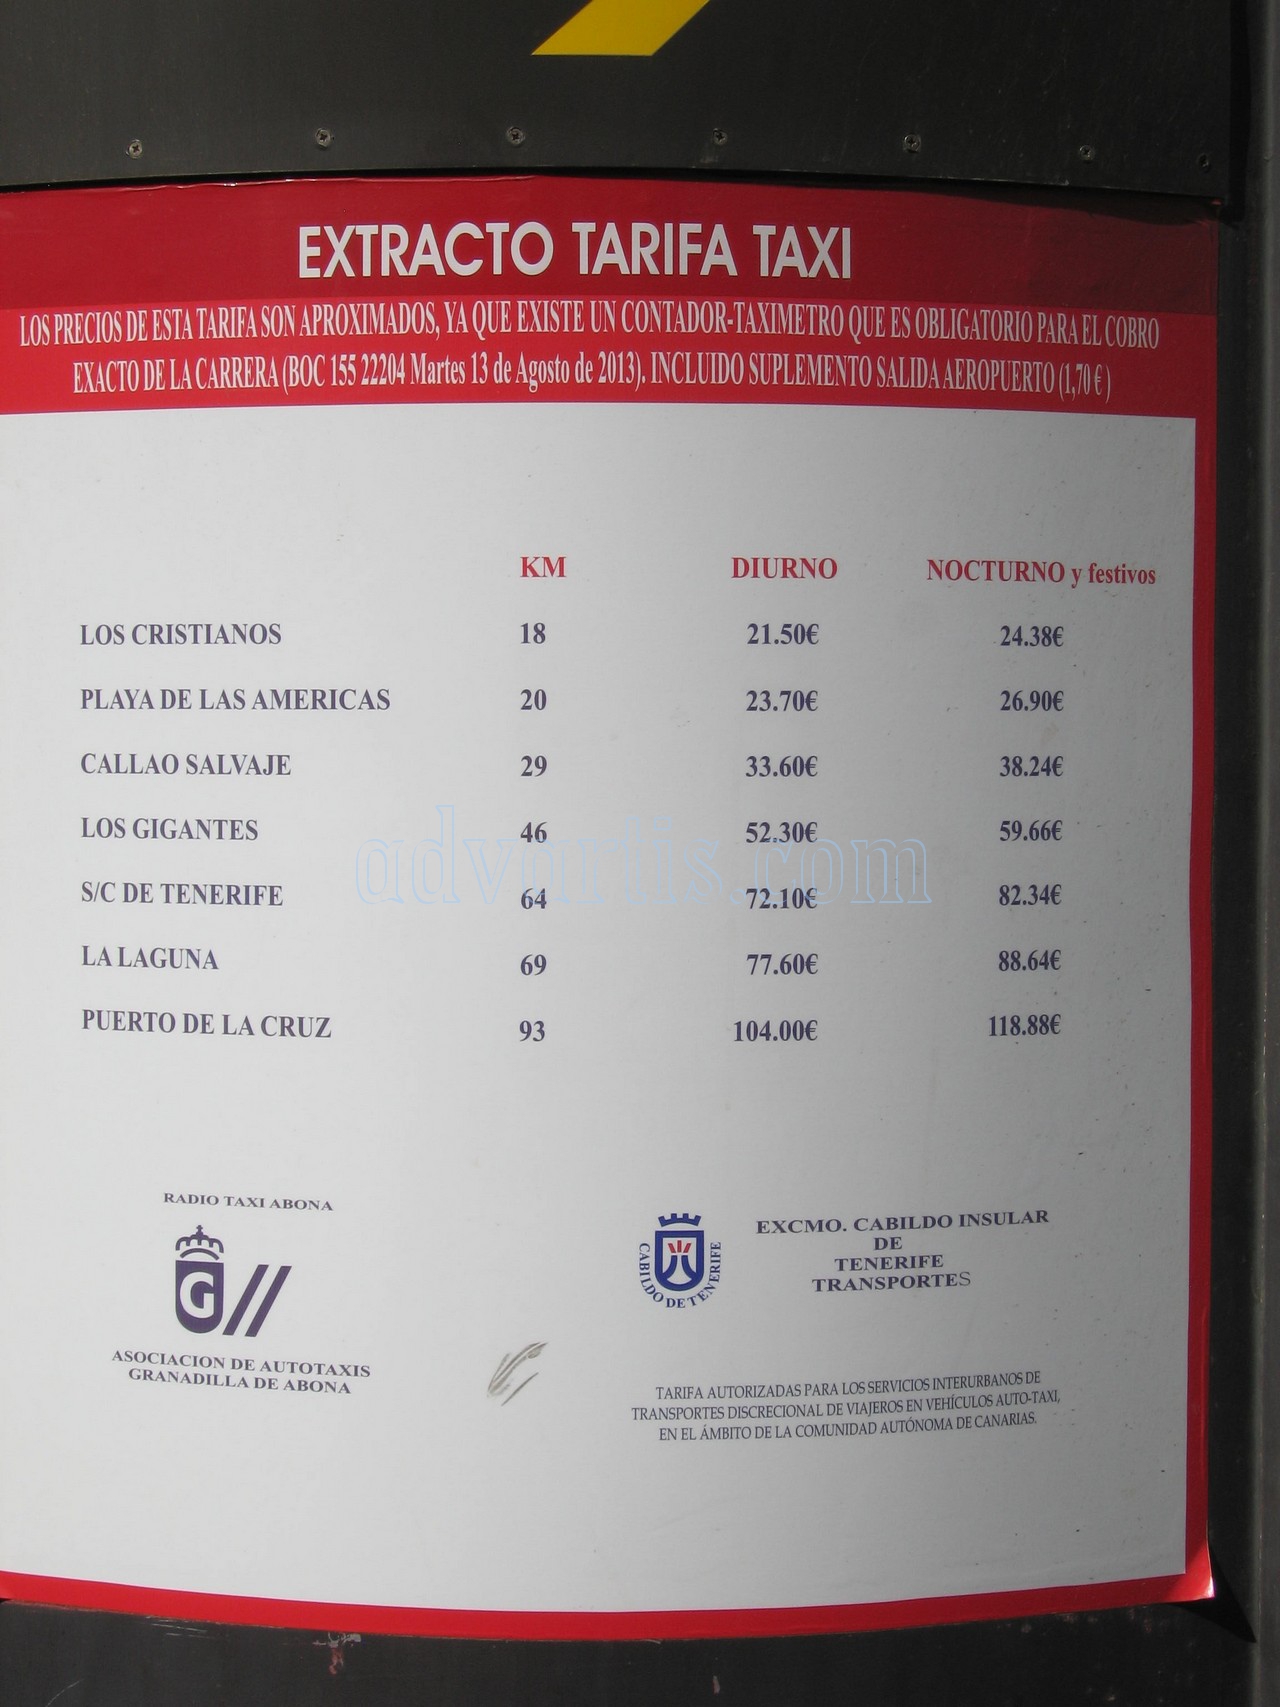 EXTRACTO TARIFA TAXI
LOS PRECIOS DE ESTA TARIFA SON APROXIMADOS, YA QUE EXISTE UN CONTADOR-TAXIMETRO QUE ES OBLIGATORIO PARA EL COBRO
EXACTO DE LA CARRERA (BOC 155 22204 Martes 13 de Agosto de 2013). INCLUIDO SUPLEMENTO SALIDA AEROPUERTO (1,70 € )
KM DIURNO NOCTURNO y festivos
LOS CRISTIANOS 18 21.50€ 24.38€
PLAYA DE LAS AMERICAS 20 23.70€ 26.90€
CALLAO SALVAJE 29 33.60€ 38.24€
LOS GIGANTES 46 52.30€ 59.66€
advartis.com
S/C DE TENERIFE 64 72.10€ 82.34€
LA LAGUNA 69 77.60€ 88.64€
PUERTO DE LA CRUZ 93 104.00€ 118.88€
RADIO TAXI ABONA
G
ASOCIACION DE AUTOTAXIS
GRANADILLA DE ABONA
CABILDO DE TENERIFE
EXCMO. CABILDO INSULAR
DE
TENERIFE
TRANSPORTES
TARIFA AUTORIZADAS PARA LOS SERVICIOS INTERURBANOS DE
TRANSPORTES DISCRECIONAL DE VIAJEROS EN VEHÍCULOS AUTO-TAXI,
EN EL ÁMBITO DE LA COMUNIDAD AUTÓNOMA DE CANARIAS.